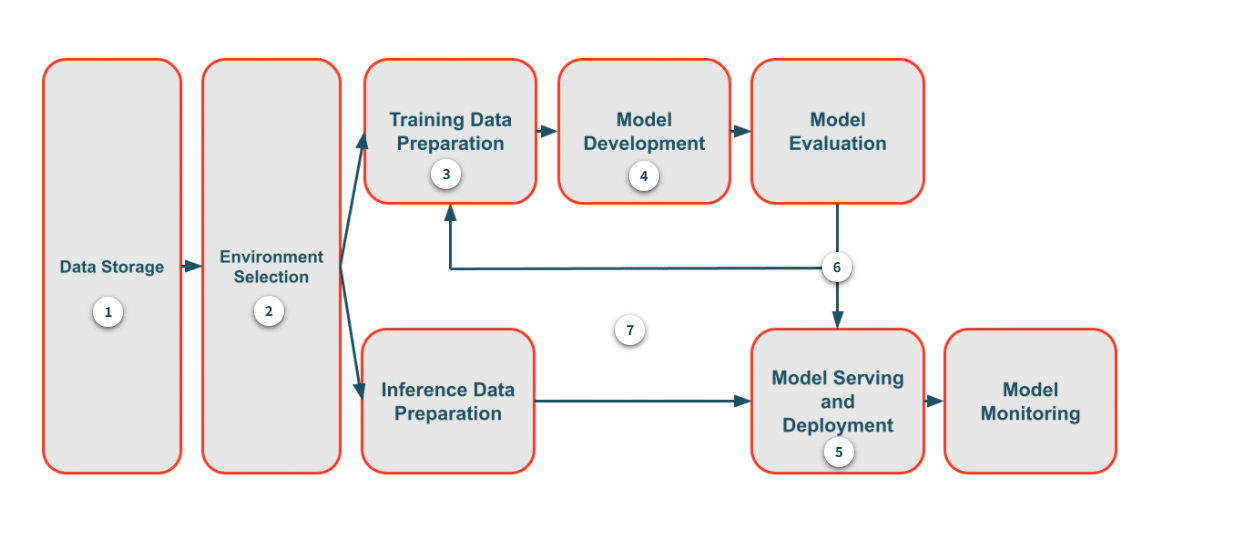 Data Storage
1
Environment
Selection
2
Training Data
Preparation
3
Model
Development
4
Model
Evaluation
6
7
Inference Data
Preparation
Model Serving
and
Deployment
5
Model
Monitoring